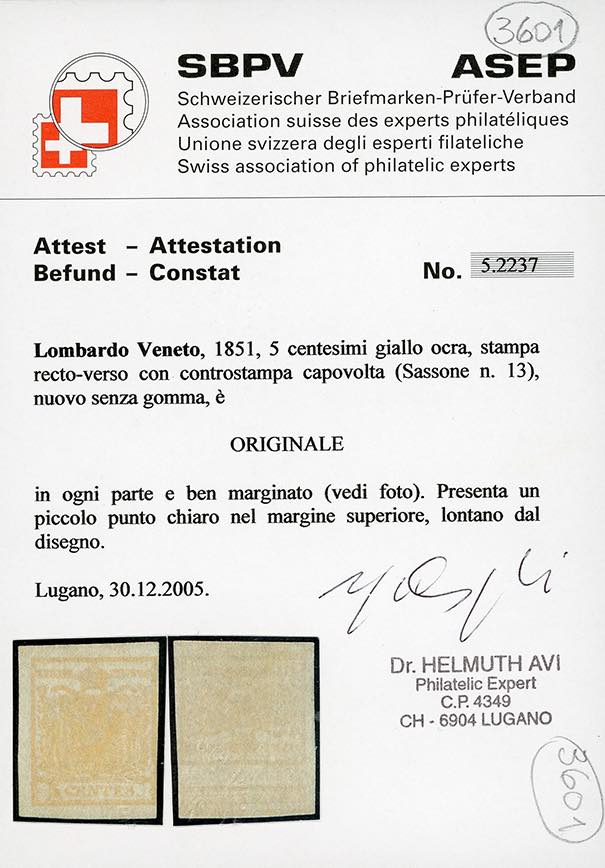 3601
SBPV ASEP
Schweizerischer Briefmarken-Prüfer-Verband
Association suisse des experts philatéliques
Unione svizzera degli esperti filateliche
Swiss association of philatelic experts
Attest – Attestation
Befund – Constat No. 5.2237
Lombardo Veneto, 1851, 5 centesimi giallo ocra, stampa
recto-verso con controstampa capovolta (Sassone n. 13),
nuovo senza gomma, è
ORIGINALE
in ogni parte e ben marginato (vedi foto). Presenta un
piccolo punto chiaro nel margine superiore, lontano dal
disegno.
Lugano, 30.12.2005.
Dr. HELMUTH AVI
Philatelic Expert
C.P. 4349
CH - 6904 LUGANO
CENTES
3601